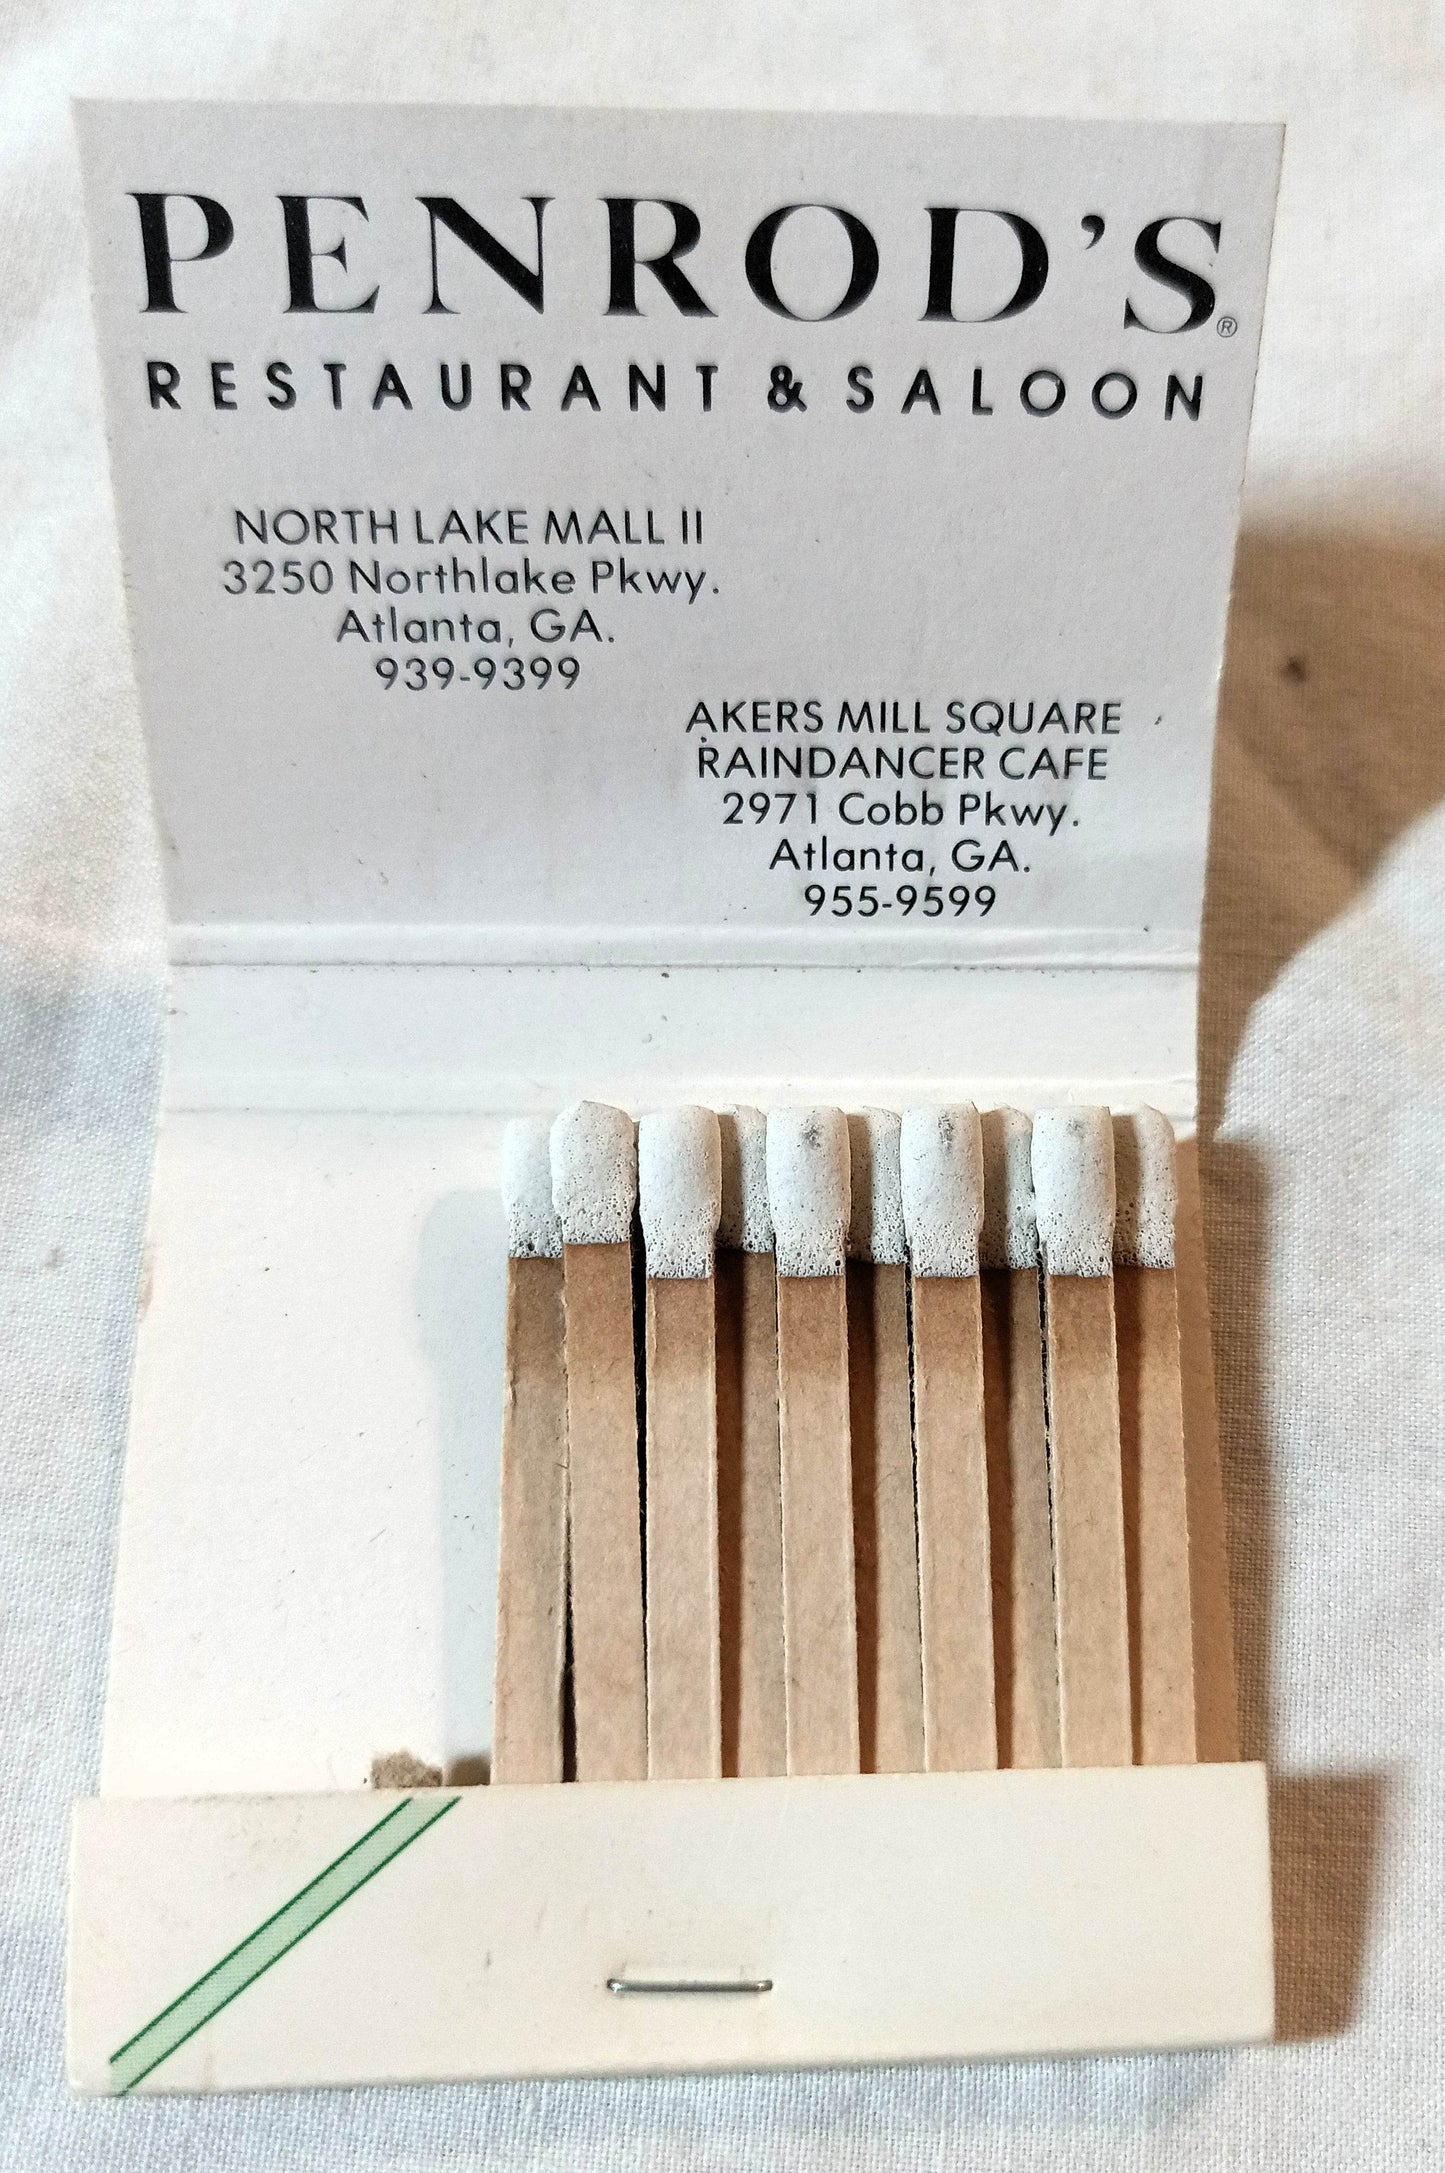 PENROD'S®
RESTAURANT & SALOON
NORTH LAKE MALL II
3250 Northlake Pkwy.
Atlanta, GA.
939-9399
AKERS MILL SQUARE
RAINDANCER CAFE
2971 Cobb Pkwy.
Atlanta, GA.
955-9599